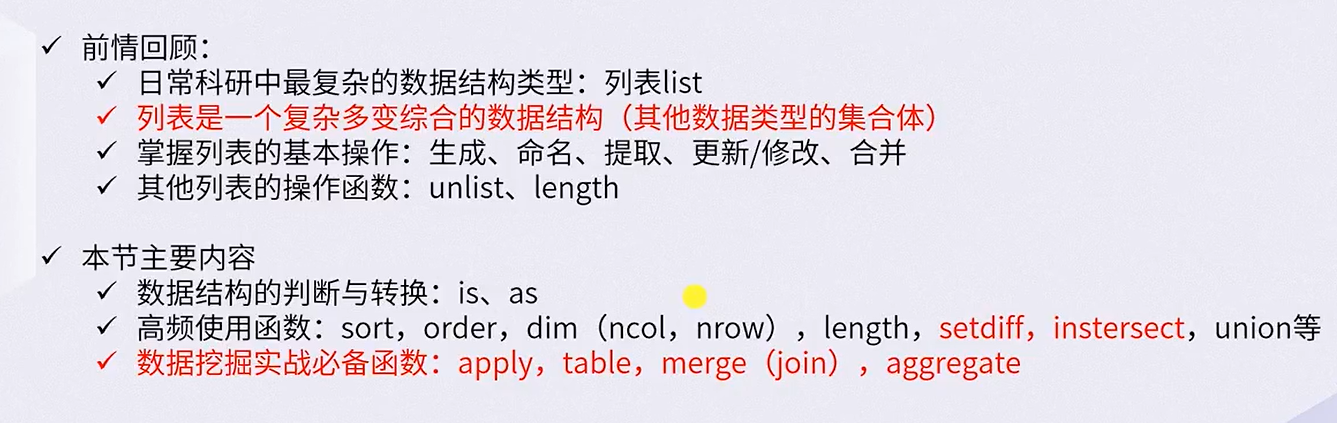 前情回顾：
日常科研中最复杂的数据结构类型：列表list
列表是一个复杂多变综合的数据结构（其他数据类型的集合体）
掌握列表的基本操作：生成、命名、提取、更新/修改、合并
其他列表的操作函数：unlist、length
本节主要内容
数据结构的判断与转换：is、as
高频使用函数：sort，order，dim（ncol，nrow），length，setdiff，instersect，union等
数据挖掘实战必备函数：apply，table，merge（join），aggregate